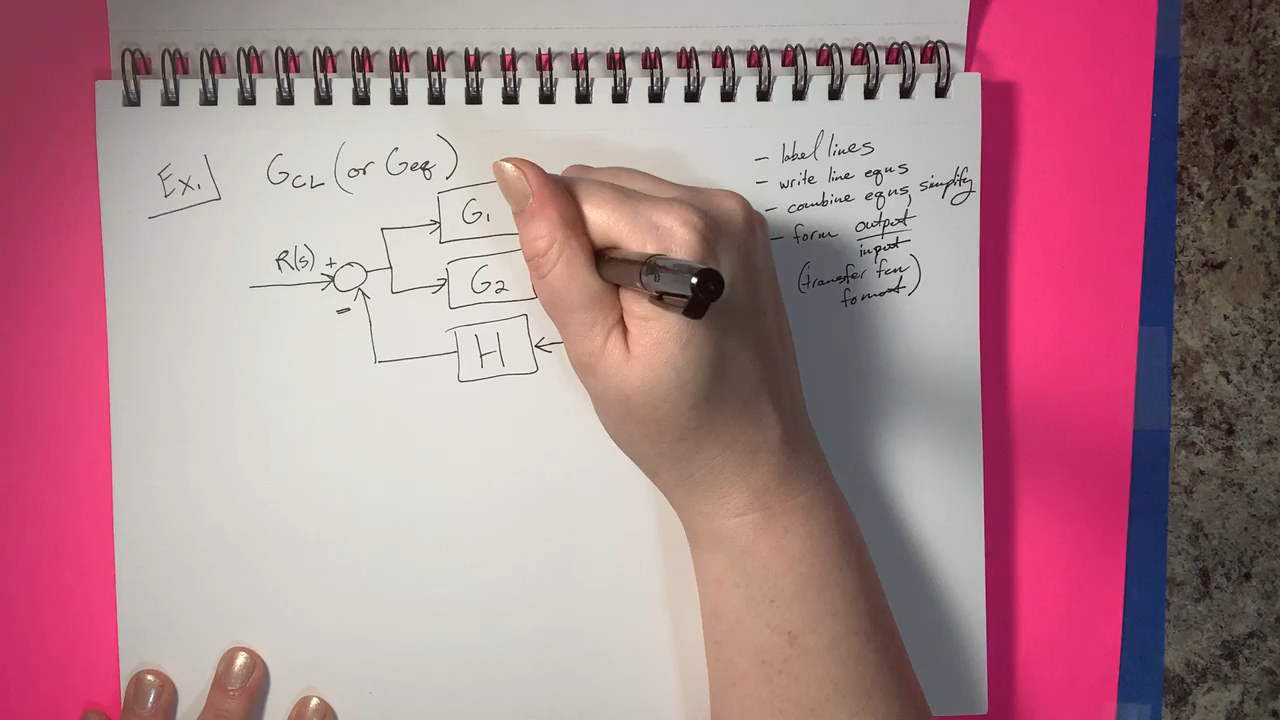 Ex.
G_CL (or Geq)
G₁
R(s) +
G₂
-
H
- label lines
- write line eqns
- combine eqns, simplify
- form output
input
(transfer fcn
format)